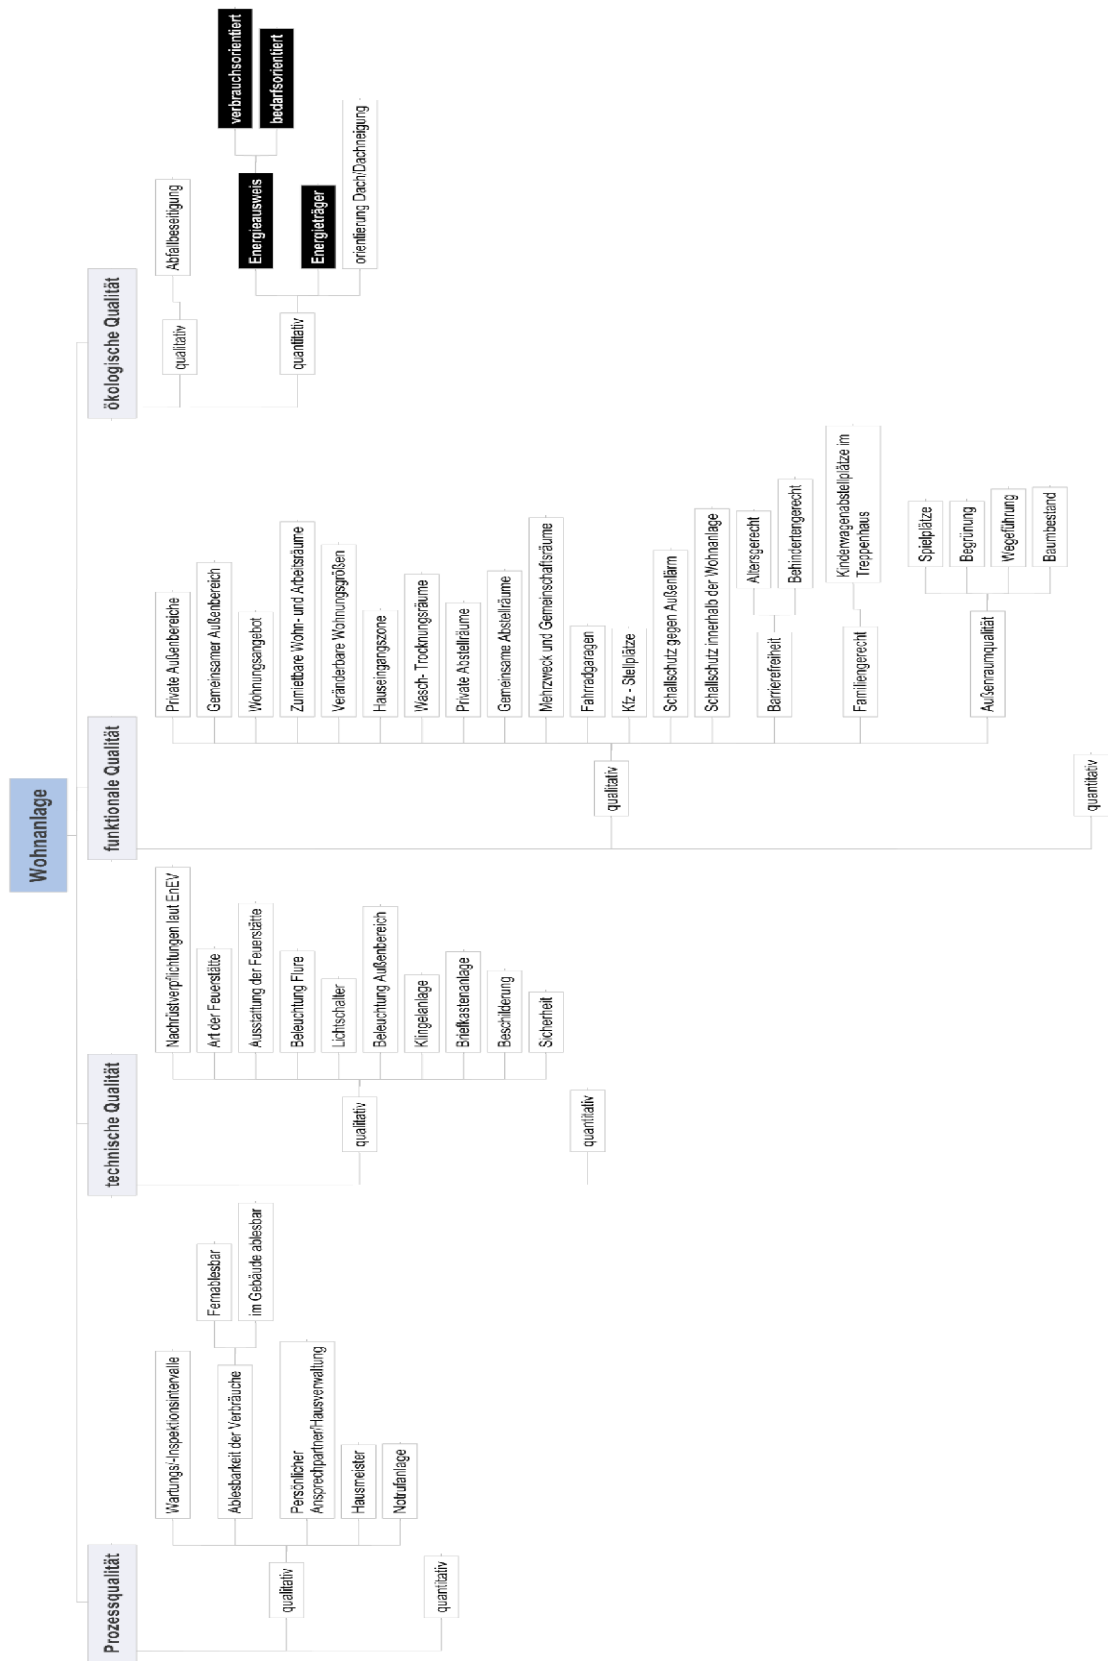 Wohnanlage
Prozessqualität
qualitativ
Wartungs/-Inspektionsintervalle
Ablesbarkeit der Verbräuche
Fernablesbar
im Gebäude ablesbar
Persönlicher
Ansprechpartner/Hausverwaltung
Hausmeister
Notrufanlage
quantitativ
technische Qualität
qualitativ
Nachrüstverpflichtungen laut EnEV
Art der Feuerstätte
Ausstattung der Feuerstätte
Beleuchtung Flure
Lichtschalter
Beleuchtung Außenbereich
Klingelanlage
Briefkastenanlage
Beschilderung
Sicherheit
quantitativ
funktionale Qualität
qualitativ
Private Außenbereiche
Gemeinsamer Außenbereich
Wohnungsangebot
Zumietbare Wohn- und Arbeitsräume
Veränderbare Wohnungsgrößen
Hauseingangszone
Wasch- Trocknungsräume
Private Abstellräume
Gemeinsame Abstellräume
Mehrzweck und Gemeinschaftsräume
Fahrradgaragen
Kfz - Stellplätze
Schallschutz gegen Außenlärm
Schallschutz innerhalb der Wohnanlage
Barrierefreiheit
Altersgerecht
Behindertengerecht
Familiengerecht
Kinderwagenabstellplätze im
Treppenhaus
Außenraumqualität
Spielplätze
Begrünung
Wegeführung
Baumbestand
quantitativ
ökologische Qualität
qualitativ
Abfallbeseitigung
quantitativ
Energieausweis
verbrauchsorientiert
bedarfsorientiert
Energieträger
orientierung Dach/Dachneigung